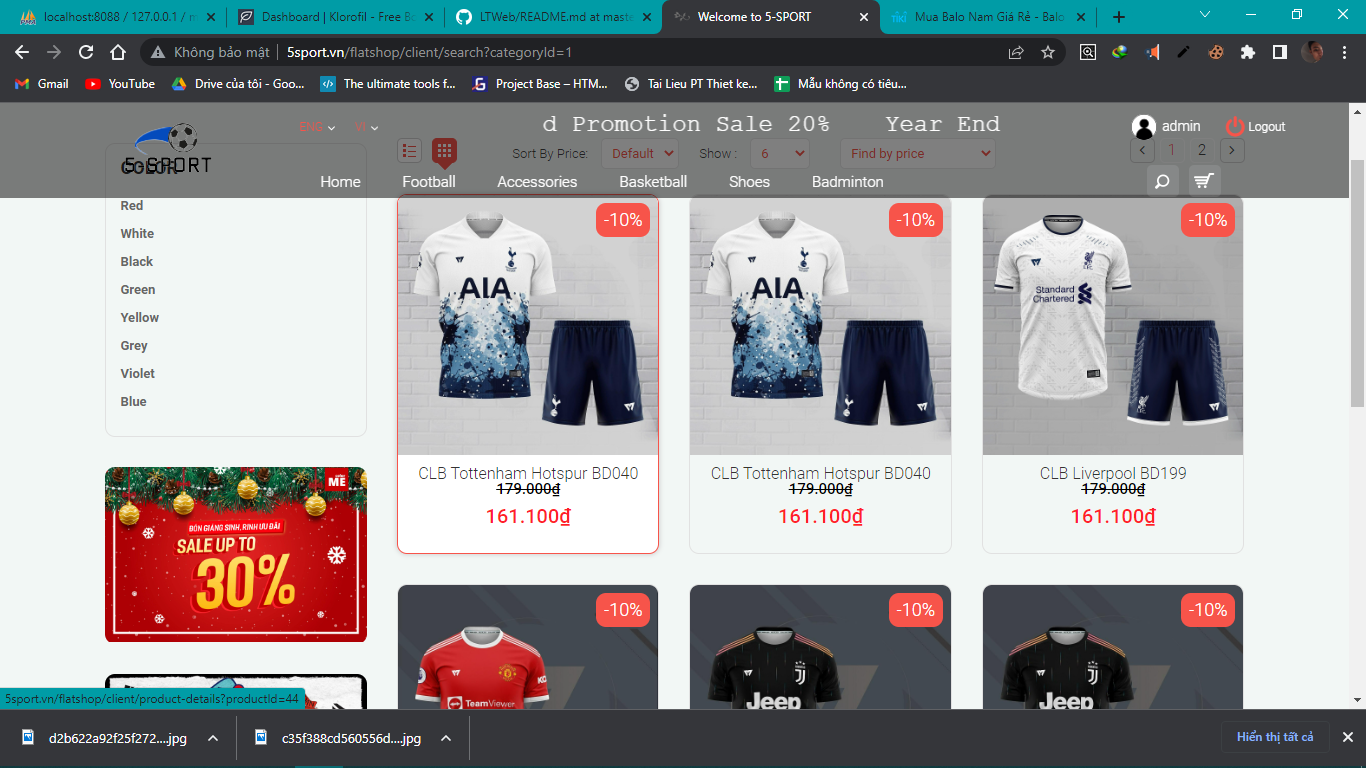 localhost:8088 / 127.0.0.1 / m
Dashboard | Klorofil - Free Bo
LTWeb/README.md at maste
Welcome to 5-SPORT
Mua Balo Nam Giá Rẻ - Balo
Không bảo mật | 5sport.vn/flatshop/client/search?categoryId=1
Gmail
YouTube
Drive của tôi - Goo...
The ultimate tools f...
Project Base – HTM...
Tai Lieu PT Thiet ke...
Mẫu không có tiêu...
5-SPORT
ENG
VI
d Promotion Sale 20% Year End
admin
Logout
Sort By Price: Default
Show : 6
Find by price
1 2
Home
Football
Accessories
Basketball
Shoes
Badminton
COLOR
Red
White
Black
Green
Yellow
Grey
Violet
Blue
ME
ĐÓN GIÁNG SINH, RINH ƯU ĐÃI
SALE UP TO
30%
-10%
AIA
CLB Tottenham Hotspur BD040
179.000₫
161.100₫
-10%
AIA
CLB Tottenham Hotspur BD040
179.000₫
161.100₫
-10%
Standard
Chartered
CLB Liverpool BD199
179.000₫
161.100₫
-10%
TeamViewer
-10%
Jeep
-10%
Jeep
5sport.vn/flatshop/client/product-details?productId=44
d2b622a92f25f272....jpg
c35f388cd560556d....jpg
Hiển thị tất cả